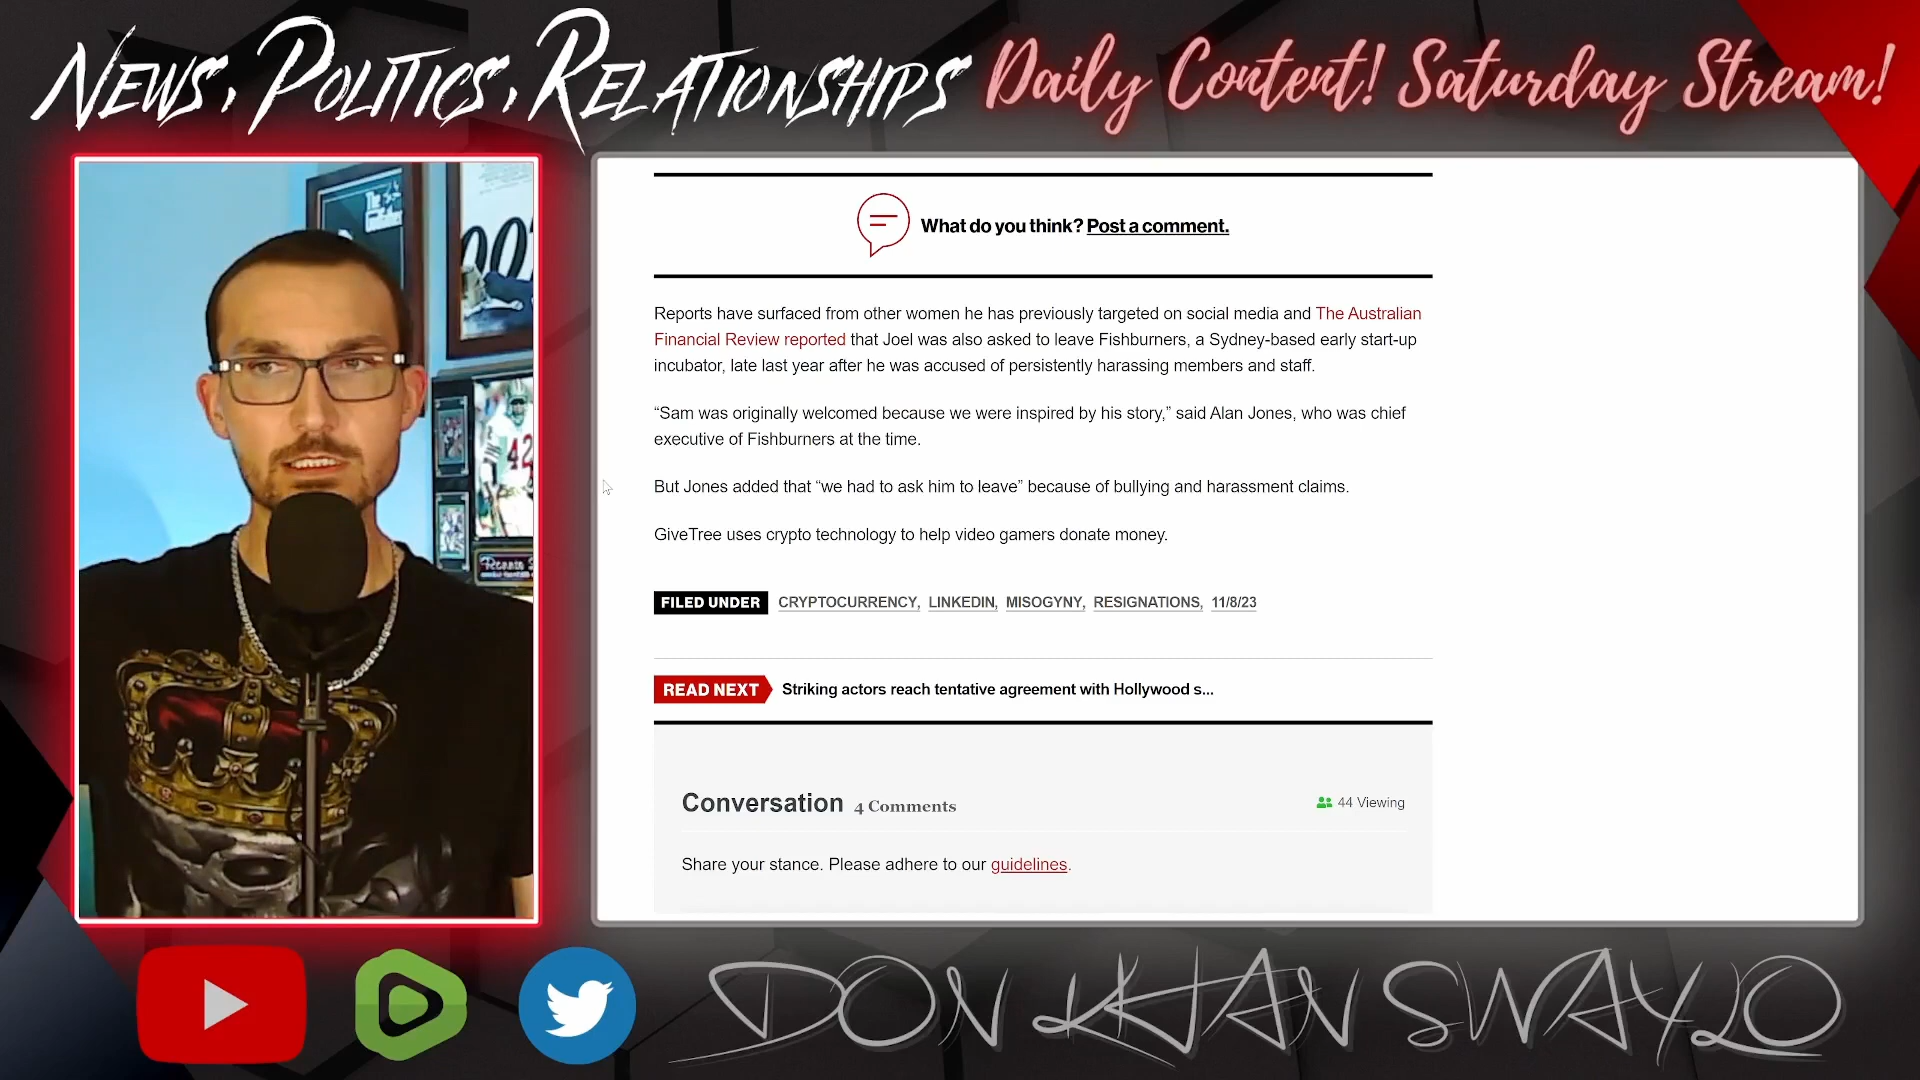 NEWS, POLITICS, RELATIONSHIPS
Daily Content! Saturday Stream!
The
007
42
Ronnie
What do you think? Post a comment.
Reports have surfaced from other women he has previously targeted on social media and The Australian
Financial Review reported that Joel was also asked to leave Fishburners, a Sydney-based early start-up
incubator, late last year after he was accused of persistently harassing members and staff.
“Sam was originally welcomed because we were inspired by his story,” said Alan Jones, who was chief
executive of Fishburners at the time.
But Jones added that “we had to ask him to leave” because of bullying and harassment claims.
GiveTree uses crypto technology to help video gamers donate money.
FILED UNDER CRYPTOCURRENCY, LINKEDIN, MISOGYNY, RESIGNATIONS, 11/8/23
READ NEXT Striking actors reach tentative agreement with Hollywood s...
Conversation 4 Comments
44 Viewing
Share your stance. Please adhere to our guidelines.
DON KHAN SWAYLO